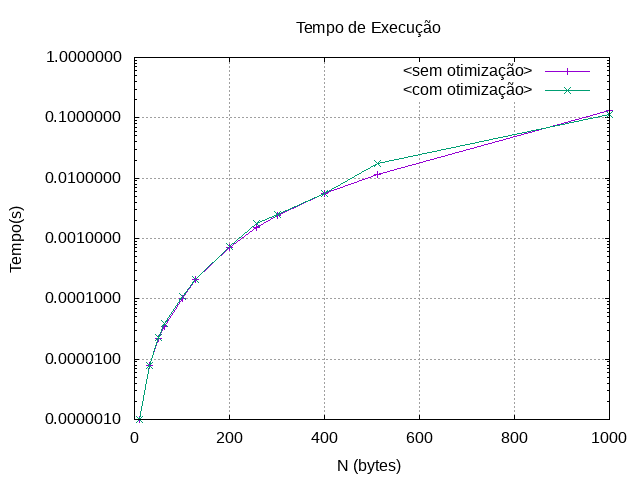 Tempo de Execução
<sem otimização>
<com otimização>
1.0000000
0.1000000
0.0100000
0.0010000
0.0001000
0.0000100
0.0000010
Tempo(s)
0 200 400 600 800 1000
N (bytes)